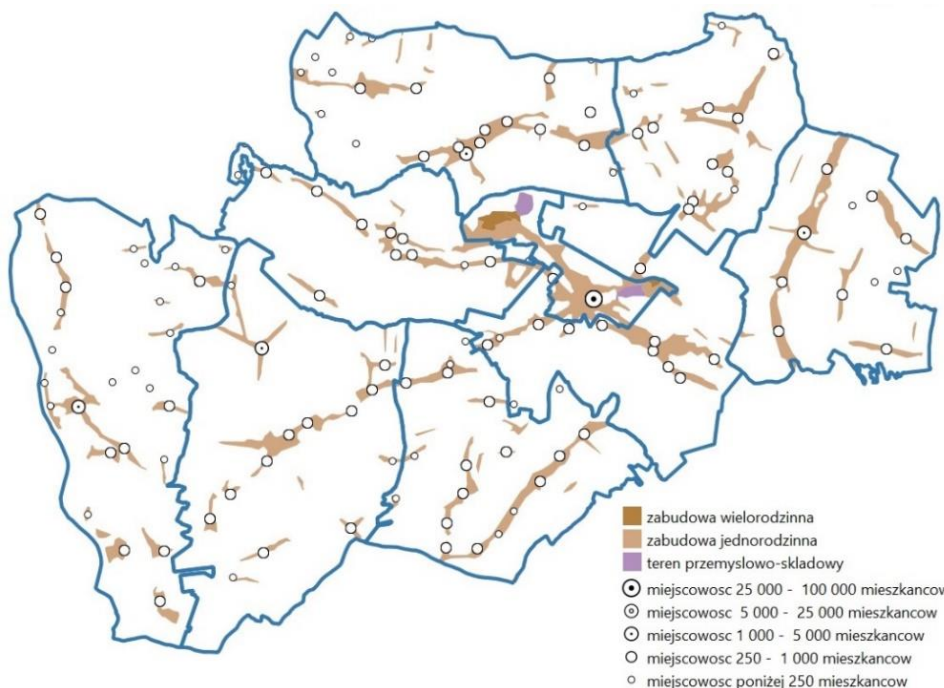 zabudowa wielorodzinna
zabudowa jednorodzinna
teren przemyslowo-skladowy
miejscowosc 25 000 - 100 000 mieszkancow
miejscowosc 5 000 - 25 000 mieszkancow
miejscowosc 1 000 - 5 000 mieszkancow
miejscowosc 250 - 1 000 mieszkancow
miejscowosc poniżej 250 mieszkancow